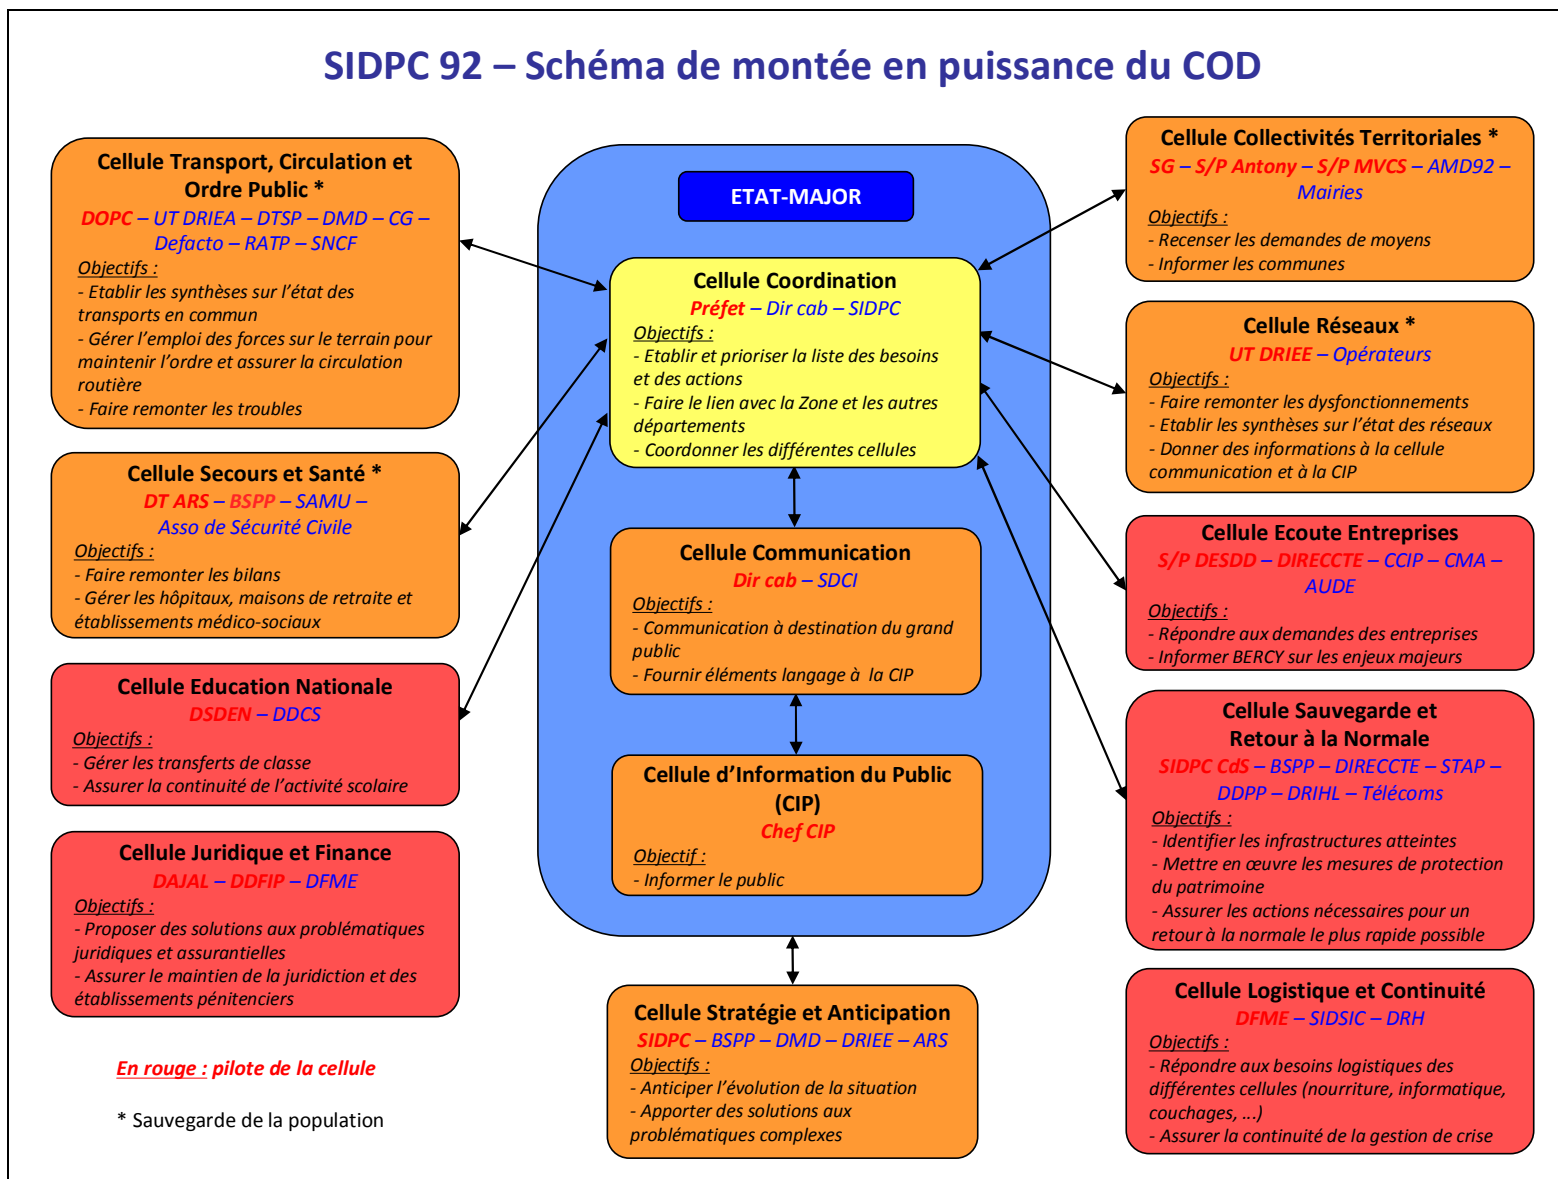 SIDPC 92 – Schéma de montée en puissance du COD
Cellule Transport, Circulation et
Ordre Public *
DOPC – UT DRIEA – DTSP – DMD – CG –
Defacto – RATP – SNCF
Objectifs :
- Etablir les synthèses sur l’état des
transports en commun
- Gérer l’emploi des forces sur le terrain pour
maintenir l’ordre et assurer la circulation
routière
- Faire remonter les troubles
Cellule Secours et Santé *
DT ARS – BSPP – SAMU –
Asso de Sécurité Civile
Objectifs :
- Faire remonter les bilans
- Gérer les hôpitaux, maisons de retraite et
établissements médico-sociaux
Cellule Education Nationale
DSDEN – DDCS
Objectifs :
- Gérer les transferts de classe
- Assurer la continuité de l’activité scolaire
Cellule Juridique et Finance
DAJAL – DDFIP – DFME
Objectifs :
- Proposer des solutions aux problématiques
juridiques et assurantielles
- Assurer le maintien de la juridiction et des
établissements pénitenciers
En rouge : pilote de la cellule
* Sauvegarde de la population
ETAT-MAJOR
Cellule Coordination
Préfet – Dir cab – SIDPC
Objectifs :
- Etablir et prioriser la liste des besoins
et des actions
- Faire le lien avec la Zone et les autres
départements
- Coordonner les différentes cellules
Cellule Communication
Dir cab – SDCI
Objectifs :
- Communication à destination du grand
public
- Fournir éléments langage à la CIP
Cellule d’Information du Public
(CIP)
Chef CIP
Objectif :
- Informer le public
Cellule Stratégie et Anticipation
SIDPC – BSPP – DMD – DRIEE – ARS
Objectifs :
- Anticiper l’évolution de la situation
- Apporter des solutions aux
problématiques complexes
Cellule Collectivités Territoriales *
SG – S/P Antony – S/P MVCS – AMD92 –
Mairies
Objectifs :
- Recenser les demandes de moyens
- Informer les communes
Cellule Réseaux *
UT DRIEE – Opérateurs
Objectifs :
- Faire remonter les dysfonctionnements
- Etablir les synthèses sur l’état des réseaux
- Donner des informations à la cellule
communication et à la CIP
Cellule Ecoute Entreprises
S/P DESDD – DIRECCTE – CCIP – CMA –
AUDE
Objectifs :
- Répondre aux demandes des entreprises
- Informer BERCY sur les enjeux majeurs
Cellule Sauvegarde et
Retour à la Normale
SIDPC CdS – BSPP – DIRECCTE – STAP –
DDPP – DRIHL – Télécoms
Objectifs :
- Identifier les infrastructures atteintes
- Mettre en œuvre les mesures de protection
du patrimoine
- Assurer les actions nécessaires pour un
retour à la normale le plus rapide possible
Cellule Logistique et Continuité
DFME – SIDSIC – DRH
Objectifs :
- Répondre aux besoins logistiques des
différentes cellules (nourriture, informatique,
couchages, ...)
- Assurer la continuité de la gestion de crise